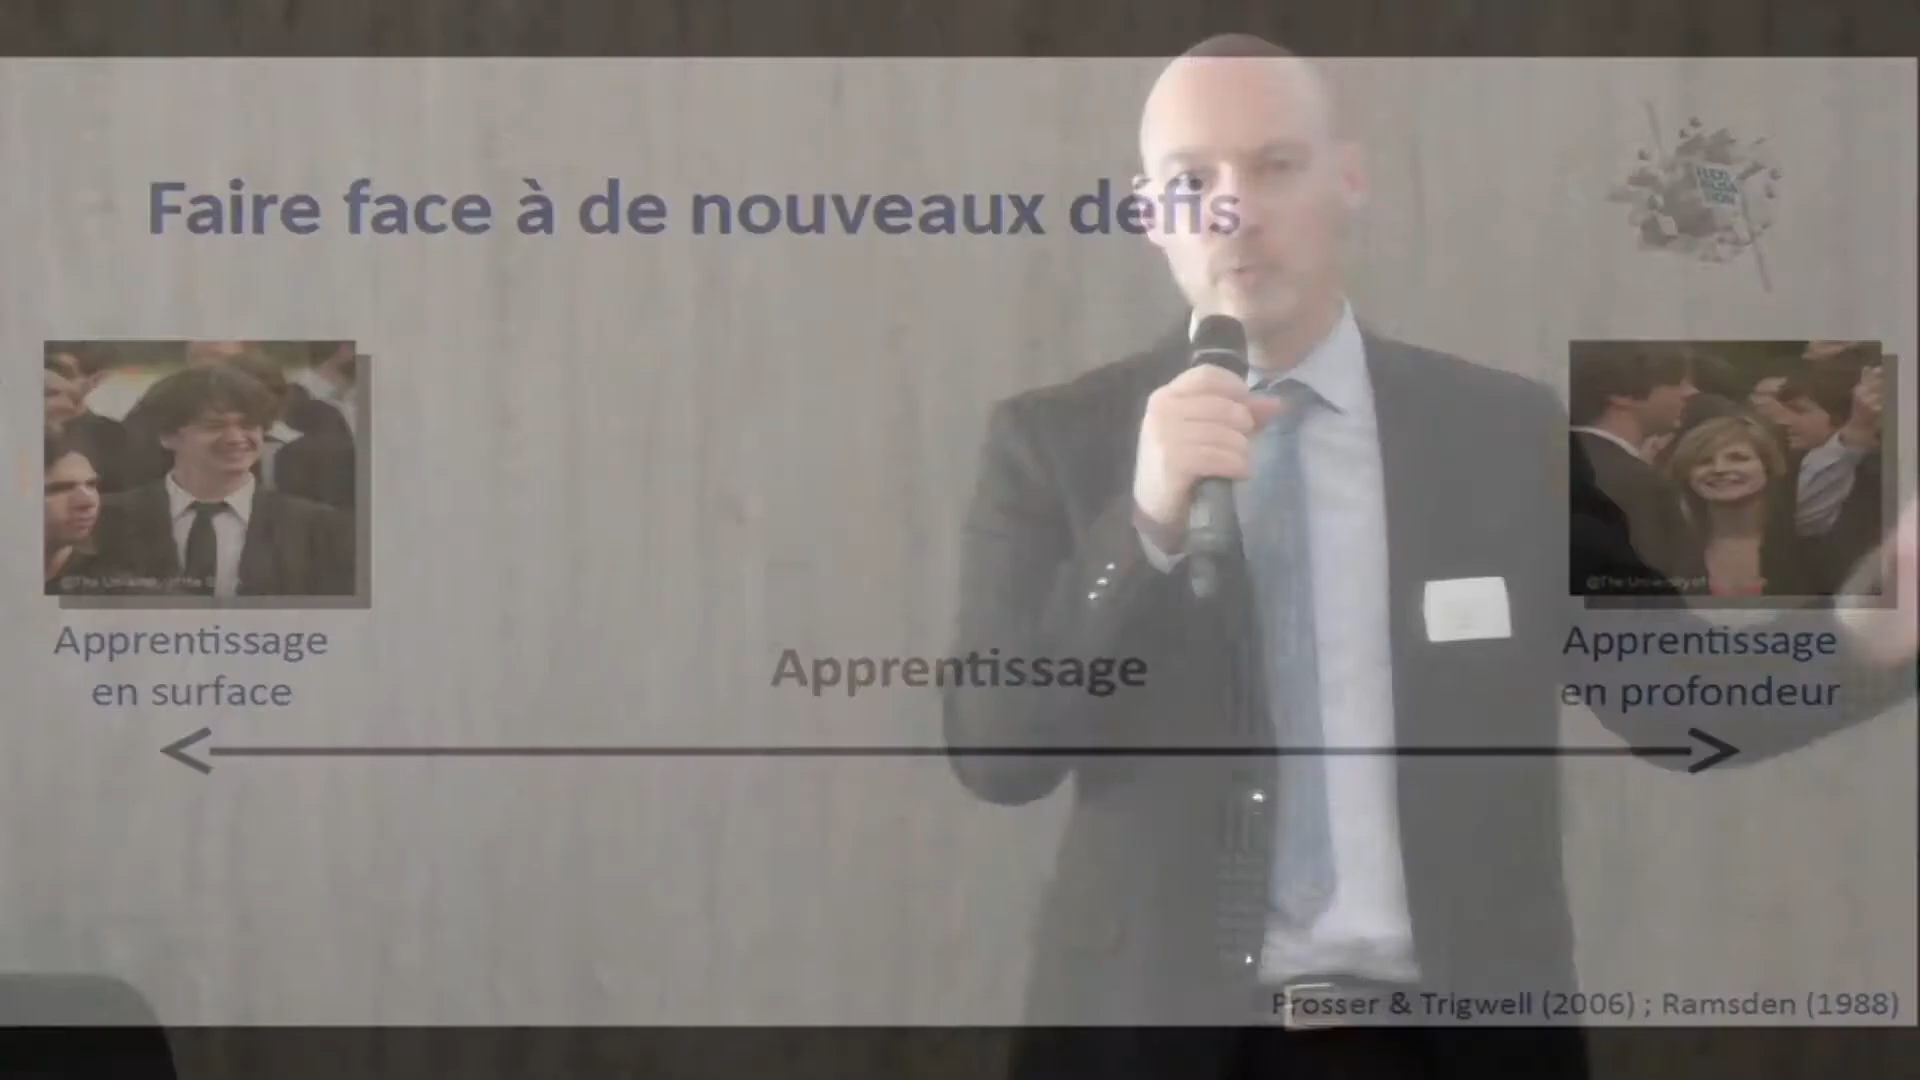 Faire face à de nouveaux défis
Apprentissage
en surface
Apprentissage
Apprentissage
en profondeur
Prosser & Trigwell (2006) ; Ramsden (1988)